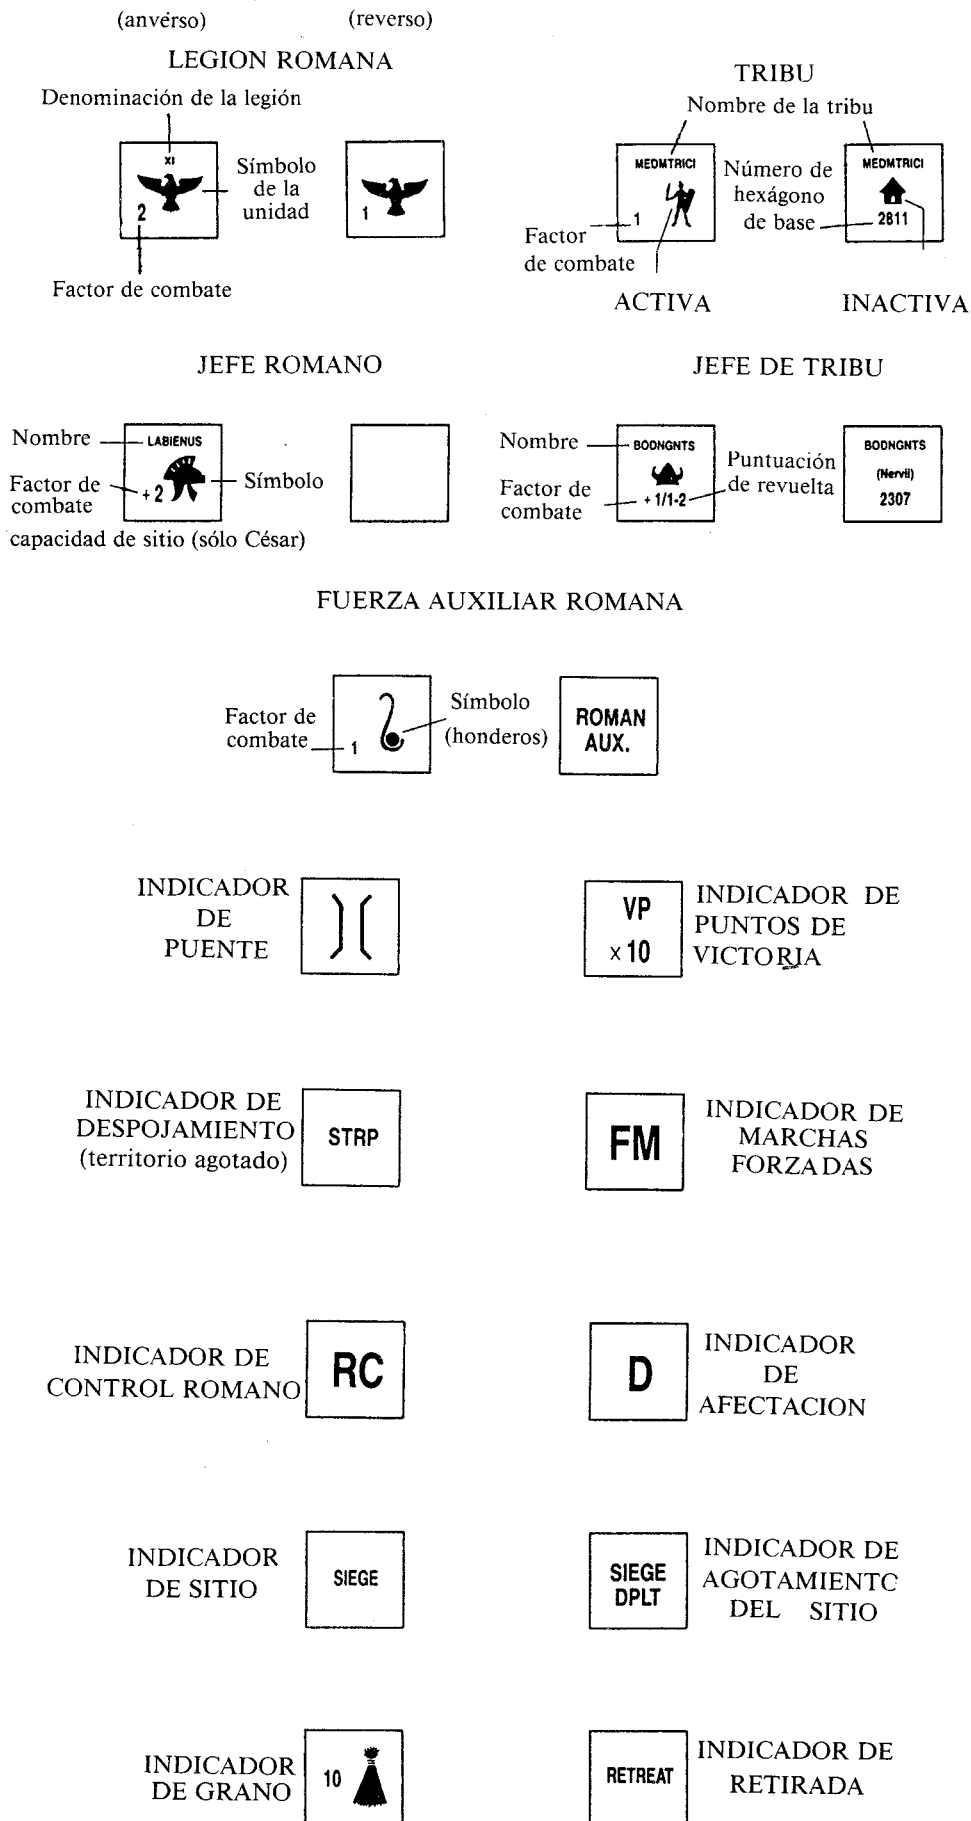 (anverso)
(reverso)
LEGION ROMANA
Denominación de la legión
XI
2
Símbolo
de la
unidad
1
Factor de combate
TRIBU
Nombre de la tribu
MEDMTRICI
1
Número de
hexágono
de base
MEDMTRICI
2811
Factor
de combate
ACTIVA
INACTIVA
JEFE ROMANO
Nombre
LABIENUS
Factor de
combate
+2
Símbolo
capacidad de sitio (sólo César)
JEFE DE TRIBU
Nombre
BODNGNTS
Factor de
combate
+1/1-2
Puntuación
de revuelta
BODNGNTS
(Nervii)
2307
FUERZA AUXILIAR ROMANA
Factor de
combate
1
Símbolo
(honderos)
ROMAN
AUX.
INDICADOR
DE
PUENTE
VP
×10
INDICADOR DE
PUNTOS DE
VICTORIA
INDICADOR DE
DESPOJAMIENTO
(territorio agotado)
STRP
FM
INDICADOR DE
MARCHAS
FORZADAS
INDICADOR DE
CONTROL ROMANO
RC
D
INDICADOR
DE
AFECTACION
INDICADOR
DE SITIO
SIEGE
SIEGE
DPLT
INDICADOR DE
AGOTAMIENTO
DEL SITIO
INDICADOR
DE GRANO
10
RETREAT
INDICADOR DE
RETIRADA